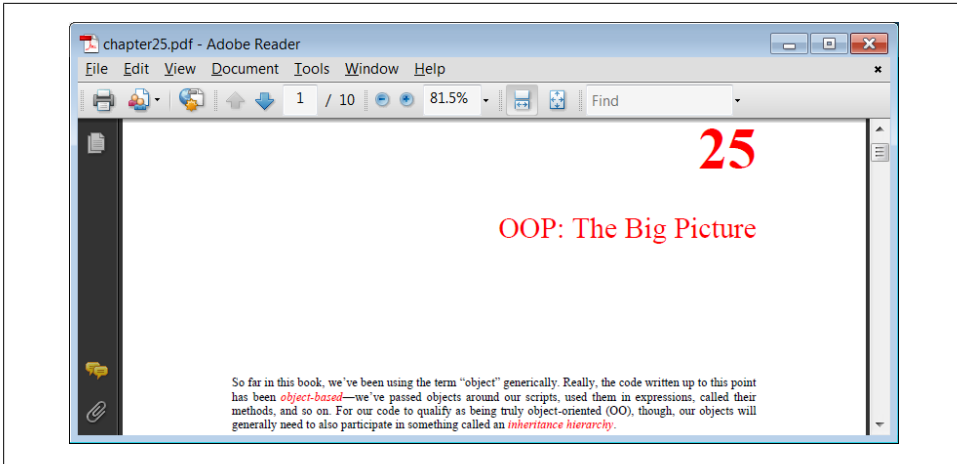 chapter25.pdf - Adobe Reader
File Edit View Document Tools Window Help
1 / 10 81.5% Find
25
OOP: The Big Picture
So far in this book, we've been using the term “object” generically. Really, the code written up to this point
has been object-based—we've passed objects around our scripts, used them in expressions, called their
methods, and so on. For our code to qualify as being truly object-oriented (OO), though, our objects will
generally need to also participate in something called an inheritance hierarchy.